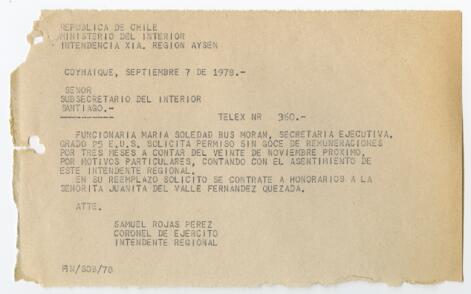 REPUBLICA DE CHILE
MINISTERIO DEL INTERIOR
INTENDENCIA XIA. REGION AYSEN
COYHAIQUE, SEPTIEMBRE 7 DE 1978.-
SEÑOR
SUBSECRETARIO DEL INTERIOR
SANTIAGO.-
TELEX NR 360.-
FUNCIONARIA MARIA SOLEDAD BUS MORAN, SECRETARIA EJECUTIVA,
GRADO 25 E.U.S. SOLICITA PERMISO SIN GOCE DE REMUNERACIONES
POR TRES MESES A CONTAR DEL VEINTE DE NOVIEMBRE PROXIMO,
POR MOTIVOS PARTICULARES, CONTANDO CON EL ASENTIMIENTO DE
ESTE INTENDENTE REGIONAL.
EN SU REEMPLAZO SOLICITO SE CONTRATE A HONORARIOS A LA
SEÑORITA JUANITA DEL VALLE FERNANDEZ QUEZADA.
ATTE.
SAMUEL ROJAS PEREZ
CORONEL DE EJERCITO
INTENDENTE REGIONAL